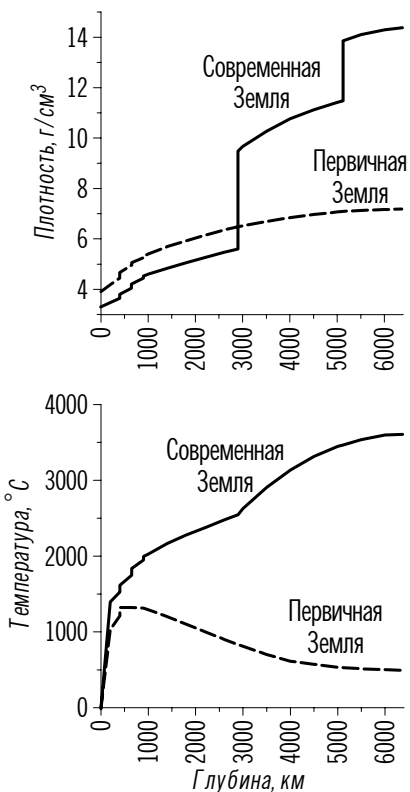 Плотность, г/см³
14
12
10
8
6
4
Современная
Земля
Первичная
Земля
0
1000
2000
3000
4000
5000
6000
Температура, °C
4000
3000
2000
1000
0
Современная
Земля
Первичная
Земля
0
1000
2000
3000
4000
5000
6000
Глубина, км